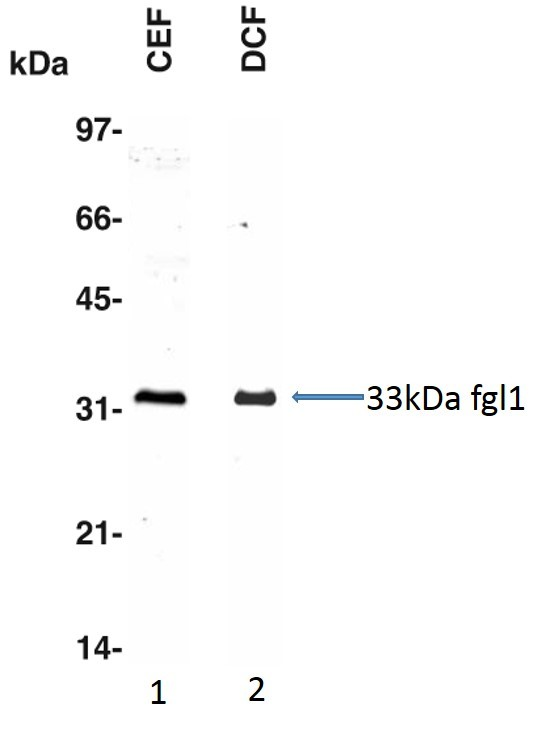 kDa
CEF
DCF
97-
66-
45-
31-
33kDa fgl1
21-
14-
1
2